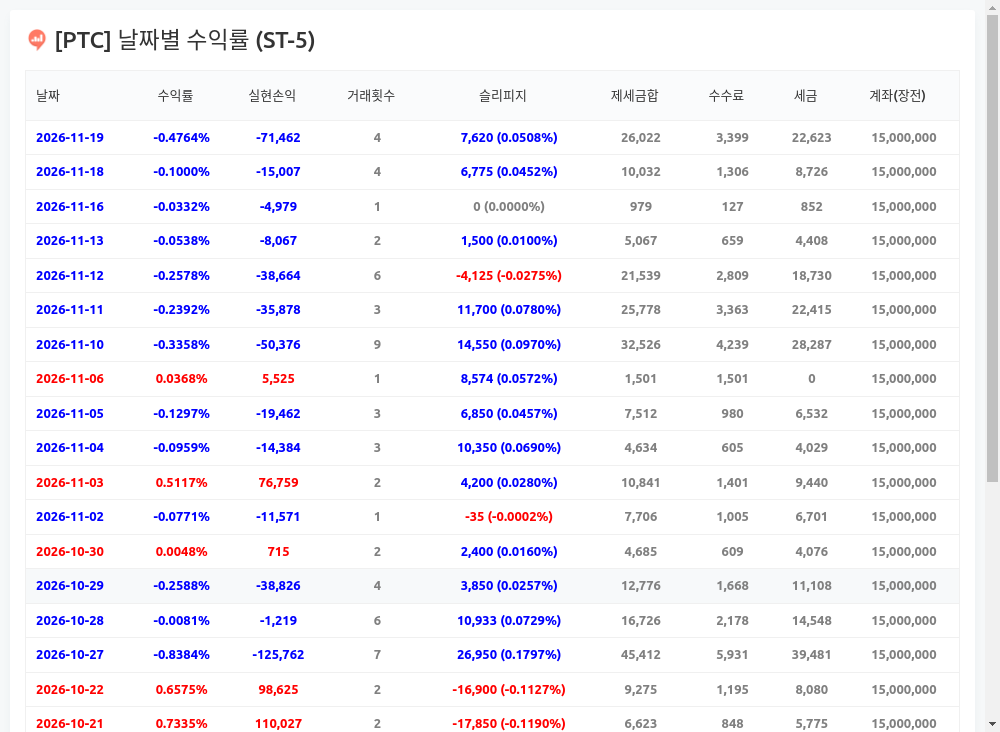 [PTC] 날짜별 수익률 (ST-5)
날짜 수익률 실현손익 거래횟수 슬리피지 제세금합 수수료 세금 계좌(장전)
2026-11-19 -0.4764% -71,462 4 7,620 (0.0508%) 26,022 3,399 22,623 15,000,000
2026-11-18 -0.1000% -15,007 4 6,775 (0.0452%) 10,032 1,306 8,726 15,000,000
2026-11-16 -0.0332% -4,979 1 0 (0.0000%) 979 127 852 15,000,000
2026-11-13 -0.0538% -8,067 2 1,500 (0.0100%) 5,067 659 4,408 15,000,000
2026-11-12 -0.2578% -38,664 6 -4,125 (-0.0275%) 21,539 2,809 18,730 15,000,000
2026-11-11 -0.2392% -35,878 3 11,700 (0.0780%) 25,778 3,363 22,415 15,000,000
2026-11-10 -0.3358% -50,376 9 14,550 (0.0970%) 32,526 4,239 28,287 15,000,000
2026-11-06 0.0368% 5,525 1 8,574 (0.0572%) 1,501 1,501 0 15,000,000
2026-11-05 -0.1297% -19,462 3 6,850 (0.0457%) 7,512 980 6,532 15,000,000
2026-11-04 -0.0959% -14,384 3 10,350 (0.0690%) 4,634 605 4,029 15,000,000
2026-11-03 0.5117% 76,759 2 4,200 (0.0280%) 10,841 1,401 9,440 15,000,000
2026-11-02 -0.0771% -11,571 1 -35 (-0.0002%) 7,706 1,005 6,701 15,000,000
2026-10-30 0.0048% 715 2 2,400 (0.0160%) 4,685 609 4,076 15,000,000
2026-10-29 -0.2588% -38,826 4 3,850 (0.0257%) 12,776 1,668 11,108 15,000,000
2026-10-28 -0.0081% -1,219 6 10,933 (0.0729%) 16,726 2,178 14,548 15,000,000
2026-10-27 -0.8384% -125,762 7 26,950 (0.1797%) 45,412 5,931 39,481 15,000,000
2026-10-22 0.6575% 98,625 2 -16,900 (-0.1127%) 9,275 1,195 8,080 15,000,000
2026-10-21 0.7335% 110,027 2 -17,850 (-0.1190%) 6,623 848 5,775 15,000,000